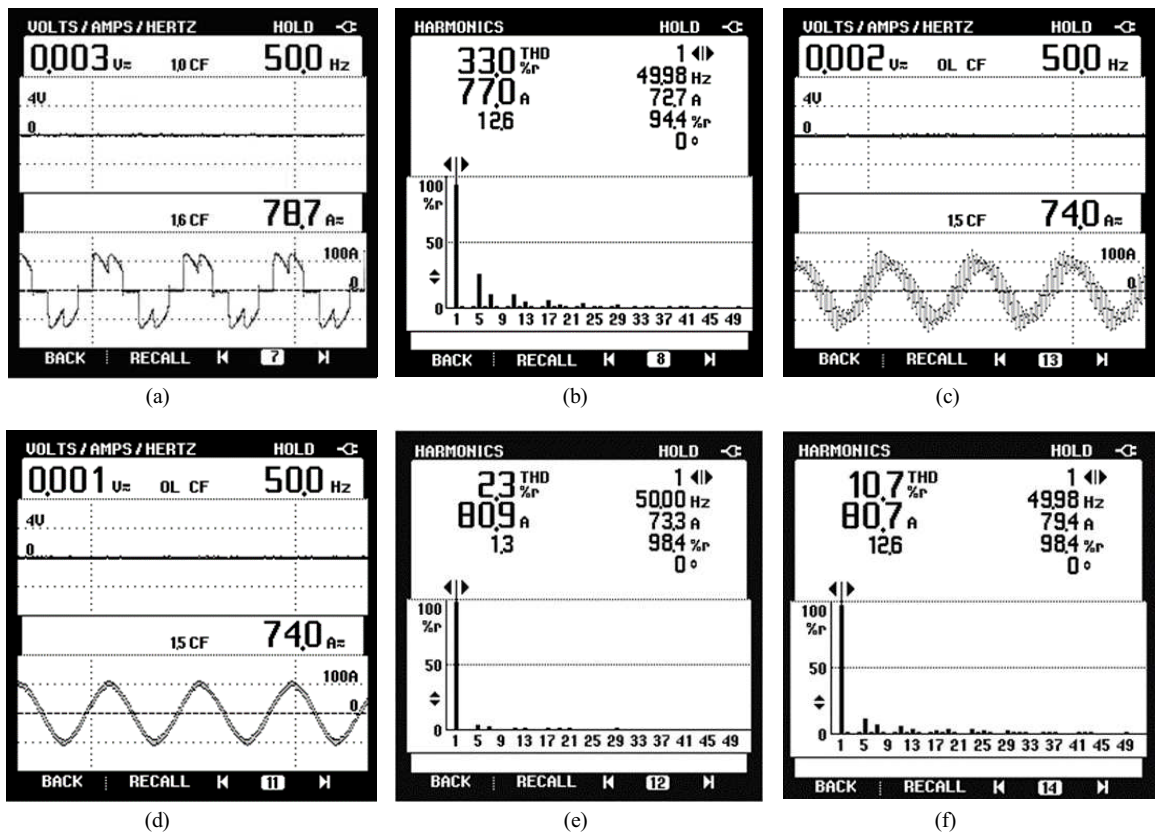 VOLTS/AMPS/HERTZ HOLD
0.003 V≂ 1.0 CF 50.0 Hz
4V
0
1.6 CF 78.7 A≂
100A
0
BACK RECALL 7
(a)
HARMONICS HOLD
33.0 THD %r 1
77.0 A 49.98 Hz
12.6 72.7 A
94.4 %r
0 °
100
%r
50
0
1 5 9 13 17 21 25 29 33 37 41 45 49
BACK RECALL 8
(b)
VOLTS/AMPS/HERTZ HOLD
0.002 V≂ OL CF 50.0 Hz
4V
0
1.5 CF 74.0 A≂
100A
0
BACK RECALL 13
(c)
VOLTS/AMPS/HERTZ HOLD
0.001 V≂ OL CF 50.0 Hz
4V
0
1.5 CF 74.0 A≂
100A
0
BACK RECALL 11
(d)
HARMONICS HOLD
2.3 THD %r 1
80.9 A 50.00 Hz
1.3 73.3 A
98.4 %r
0 °
100
%r
50
0
1 5 9 13 17 21 25 29 33 37 41 45 49
BACK RECALL 12
(e)
HARMONICS HOLD
10.7 THD %r 1
80.7 A 49.98 Hz
12.6 79.4 A
98.4 %r
0 °
100
%r
50
0
1 5 9 13 17 21 25 29 33 37 41 45 49
BACK RECALL 14
(f)